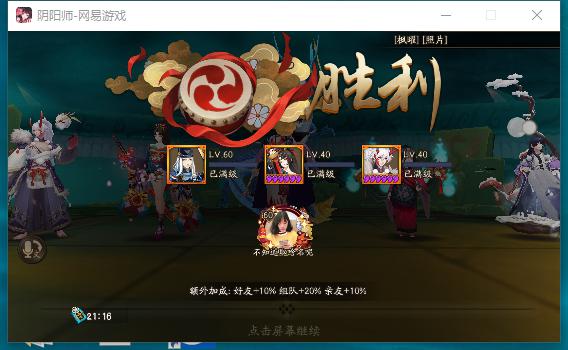 阴阳师-网易游戏
[枫曜] [照片]
胜利
LV.60
已满级
LV.40
已满级
LV.40
已满级
60
额外加成: 好友+10% 组队+20% 亲友+10%
21:16
点击屏幕继续